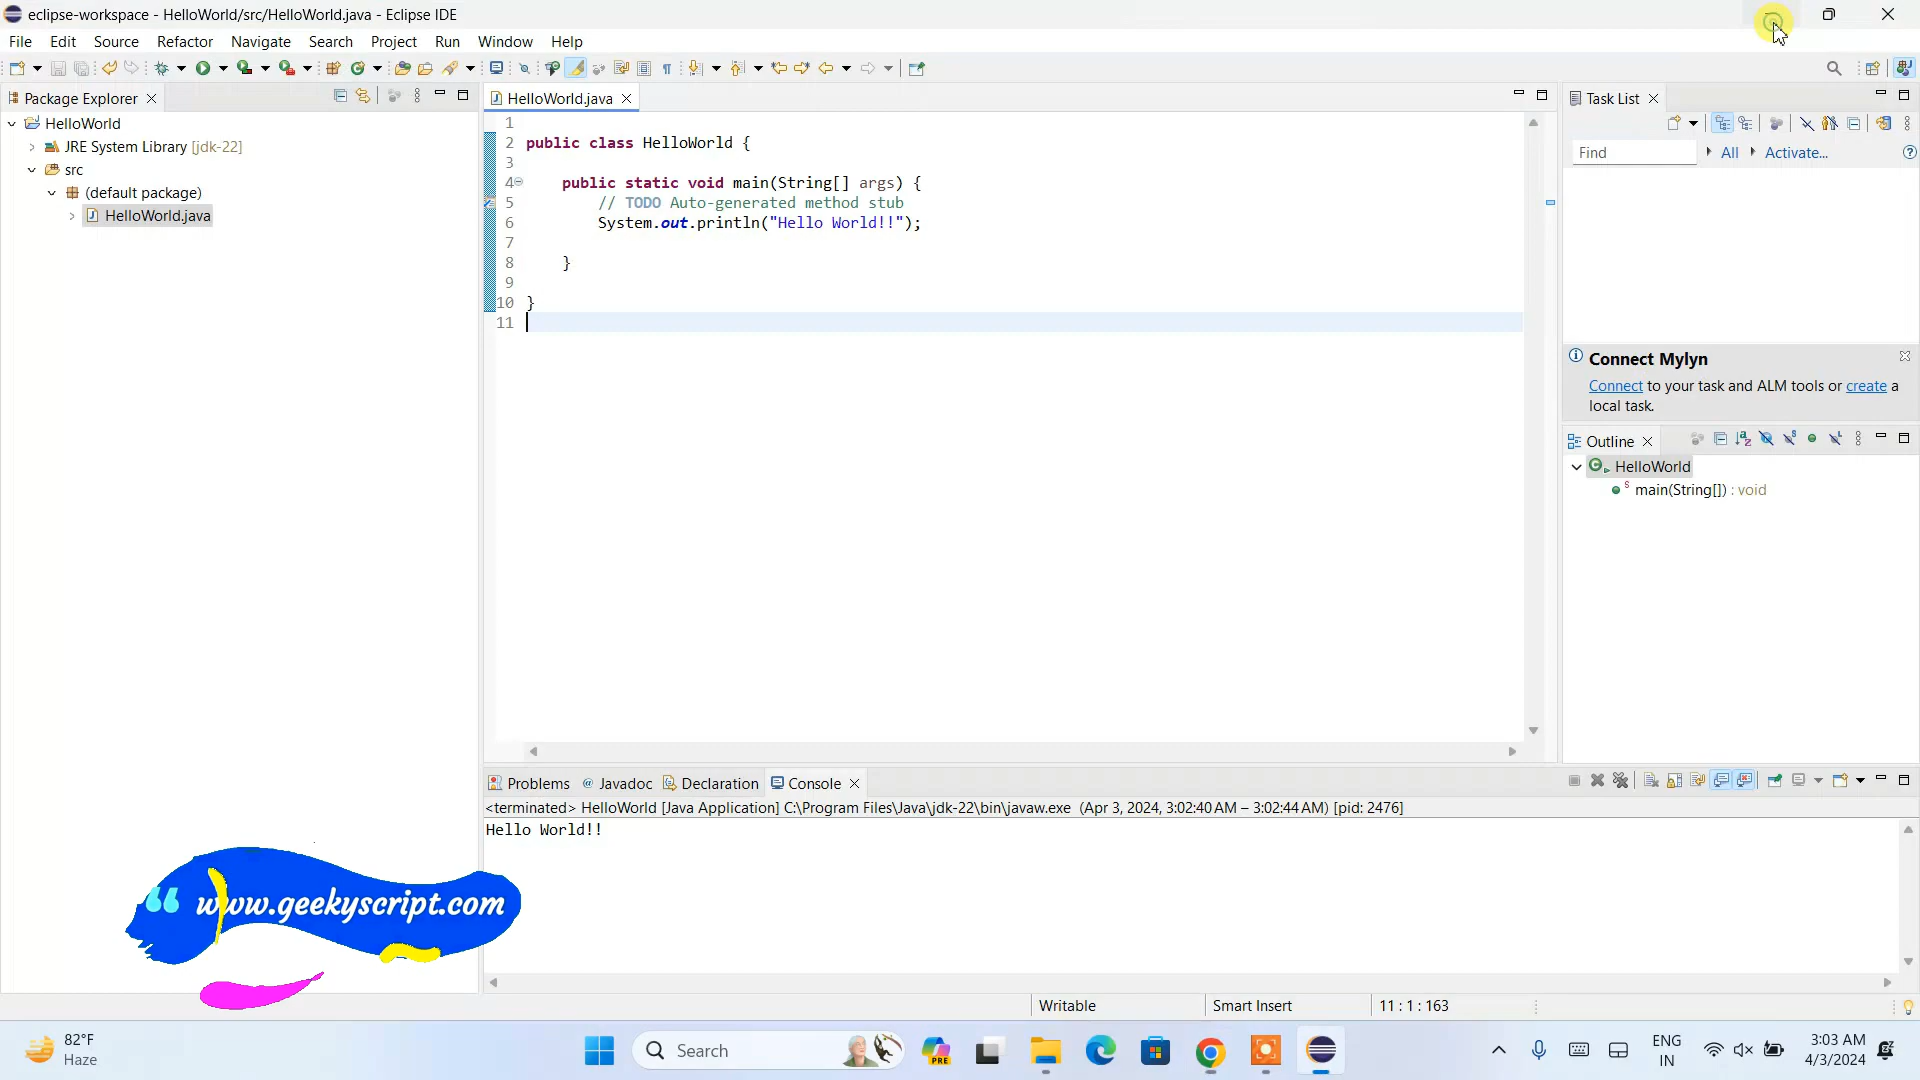 eclipse-workspace - HelloWorld/src/HelloWorld.java - Eclipse IDE
File Edit Source Refactor Navigate Search Project Run Window Help
Package Explorer
HelloWorld
JRE System Library [jdk-22]
src
(default package)
HelloWorld.java
HelloWorld.java
1
2 public class HelloWorld {
3
4 public static void main(String[] args) {
5 // TODO Auto-generated method stub
6 System.out.println("Hello World!!");
7
8 }
9
10 }
11
Task List
Find All Activate...
Connect Mylyn
Connect to your task and ALM tools or create a
local task.
Outline
HelloWorld
main(String[]) : void
Problems Javadoc Declaration Console
<terminated> HelloWorld [Java Application] C:\Program Files\Java\jdk-22\bin\javaw.exe (Apr 3, 2024, 3:02:40 AM – 3:02:44 AM) [pid: 2476]
Hello World!!
www.geekyscript.com
Writable Smart Insert 11 : 1 : 163
82°F
Haze
Search
PRE
ENG
IN
3:03 AM
4/3/2024